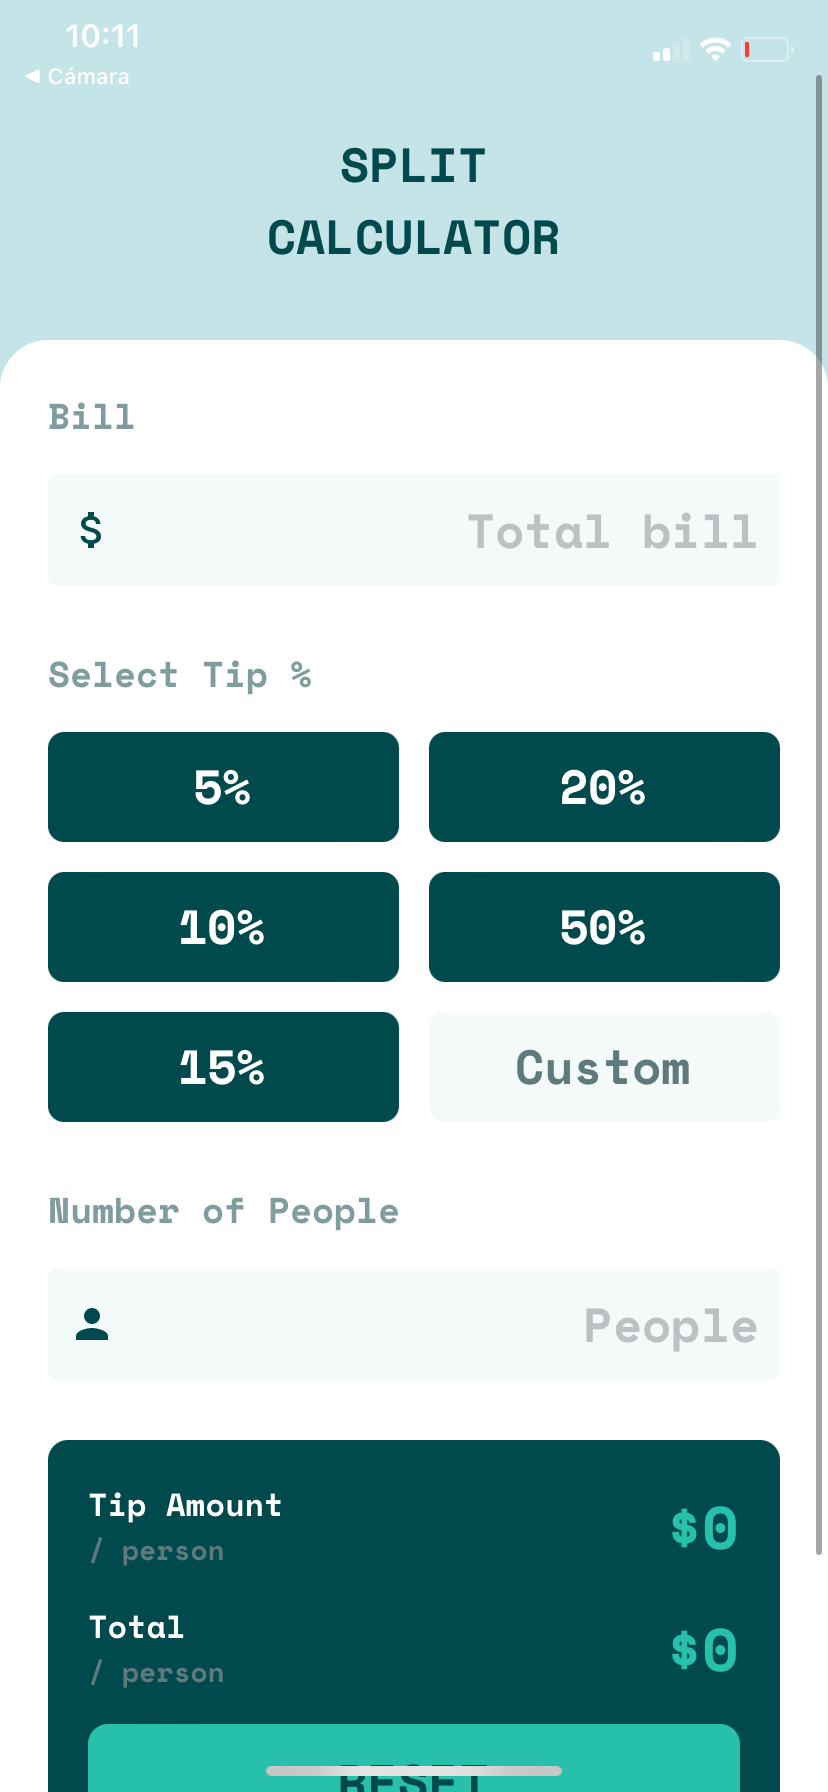 10:11
◀ Cámara
SPLIT
CALCULATOR
Bill
$ Total bill
Select Tip %
5% 20%
10% 50%
15% Custom
Number of People
People
Tip Amount
/ person
$0
Total
/ person
$0
RESET